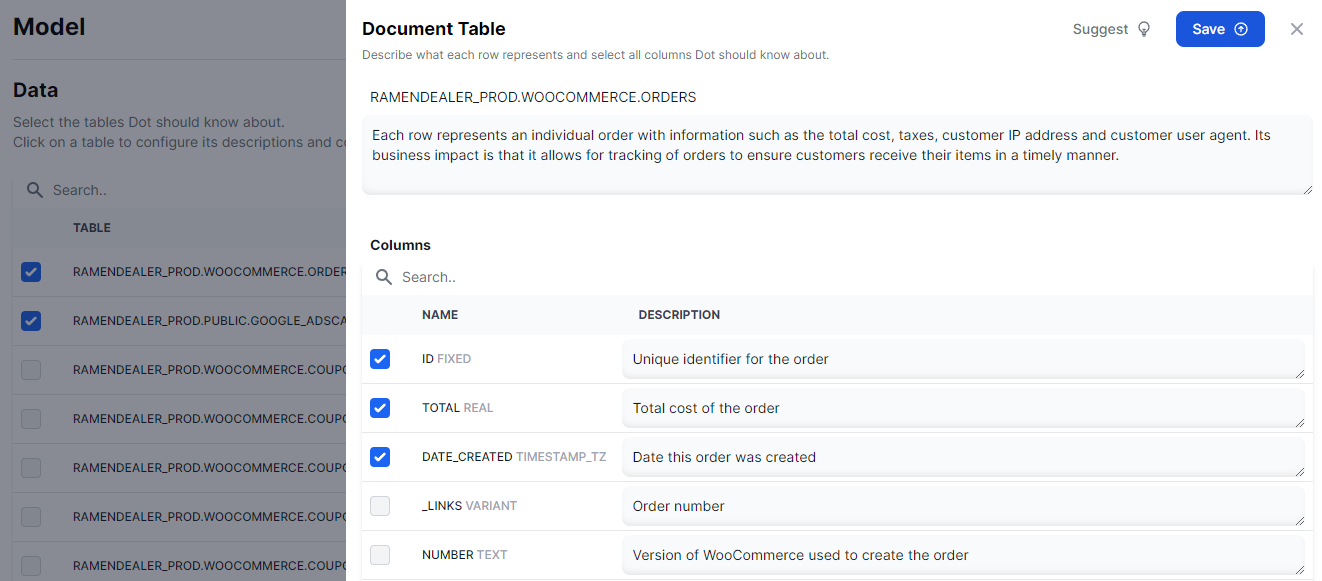 Model
Data
Select the tables Dot should know about.
Click on a table to configure its descriptions and
Search..
TABLE
RAMENDEALER_PROD.WOOCOMMERCE.ORDER
RAMENDEALER_PROD.PUBLIC.GOOGLE_ADSCA
RAMENDEALER_PROD.WOOCOMMERCE.COUPO
RAMENDEALER_PROD.WOOCOMMERCE.COUPO
RAMENDEALER_PROD.WOOCOMMERCE.COUPO
RAMENDEALER_PROD.WOOCOMMERCE.COUPO
RAMENDEALER_PROD.WOOCOMMERCE.COUPO
Document Table
Suggest
Save
Describe what each row represents and select all columns Dot should know about.
RAMENDEALER_PROD.WOOCOMMERCE.ORDERS
Each row represents an individual order with information such as the total cost, taxes, customer IP address and customer user agent. Its
business impact is that it allows for tracking of orders to ensure customers receive their items in a timely manner.
Columns
Search..
NAME DESCRIPTION
ID FIXED Unique identifier for the order
TOTAL REAL Total cost of the order
DATE_CREATED TIMESTAMP_TZ Date this order was created
_LINKS VARIANT Order number
NUMBER TEXT Version of WooCommerce used to create the order